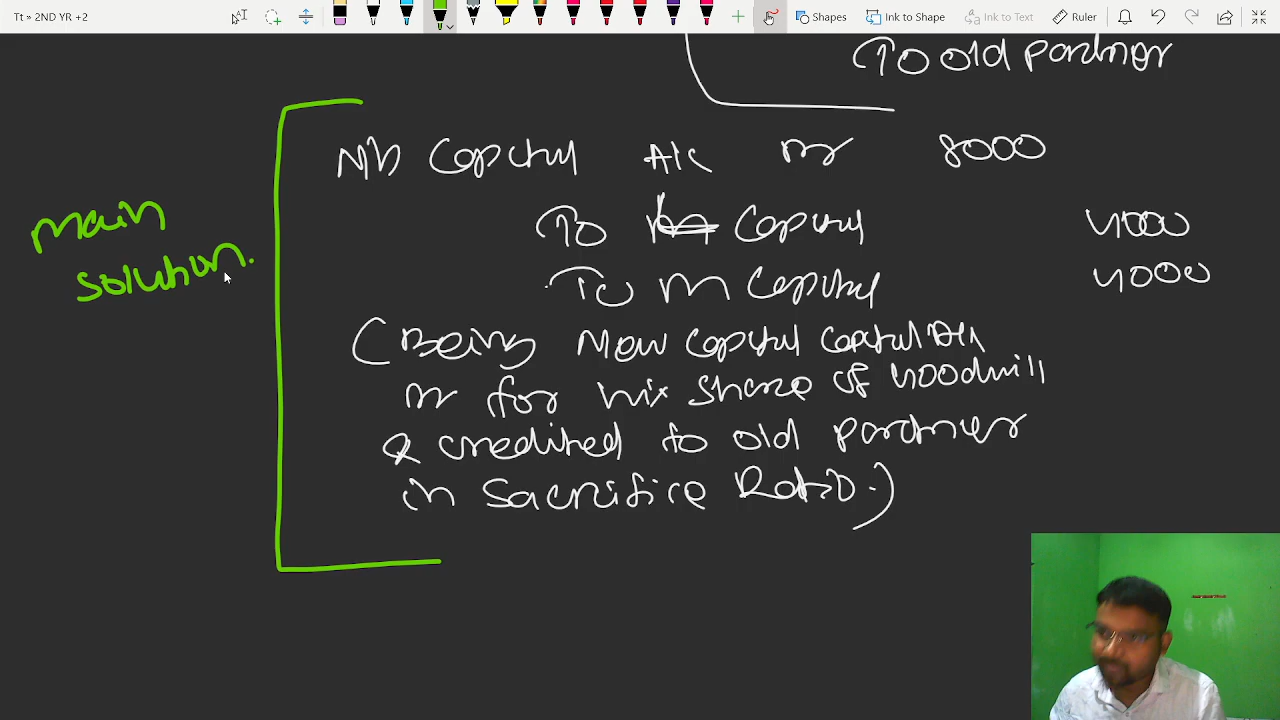 Tt » 2ND YR +2
Shapes
Ink to Shape
Ink to Text
Ruler
To old partner
Capital A/c Dr 8000
main
To Capital 4000
solution.
To M Capital 4000
(Being New Capital Capital A/c
Dr for his share of Goodwill
& credited to old partner
in Sacrifice Ratio.)